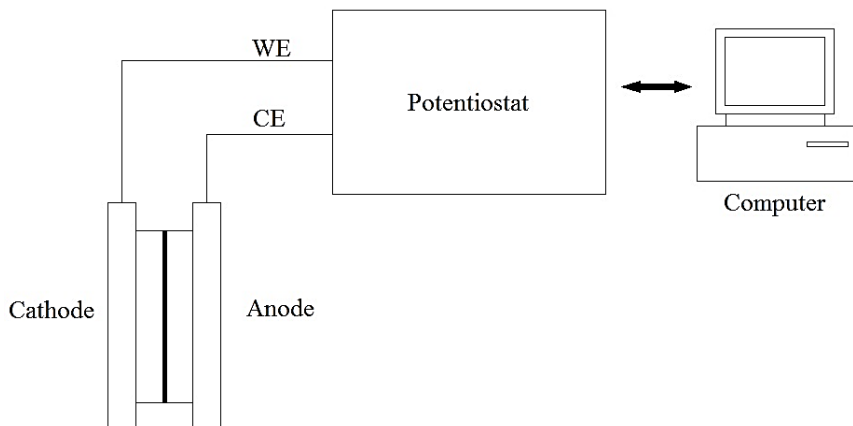 WE
Potentiostat
CE
Computer
Cathode
Anode